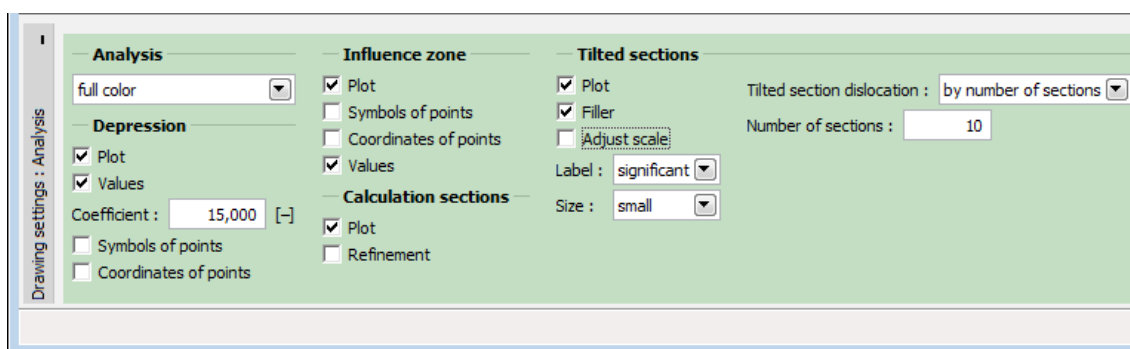 Drawing settings : Analysis
Analysis
full color
Depression
Plot
Values
Coefficient : 15,000 [–]
Symbols of points
Coordinates of points
Influence zone
Plot
Symbols of points
Coordinates of points
Values
Calculation sections
Plot
Refinement
Tilted sections
Plot
Filler
Adjust scale
Label : significant
Size : small
Tilted section dislocation : by number of sections
Number of sections : 10